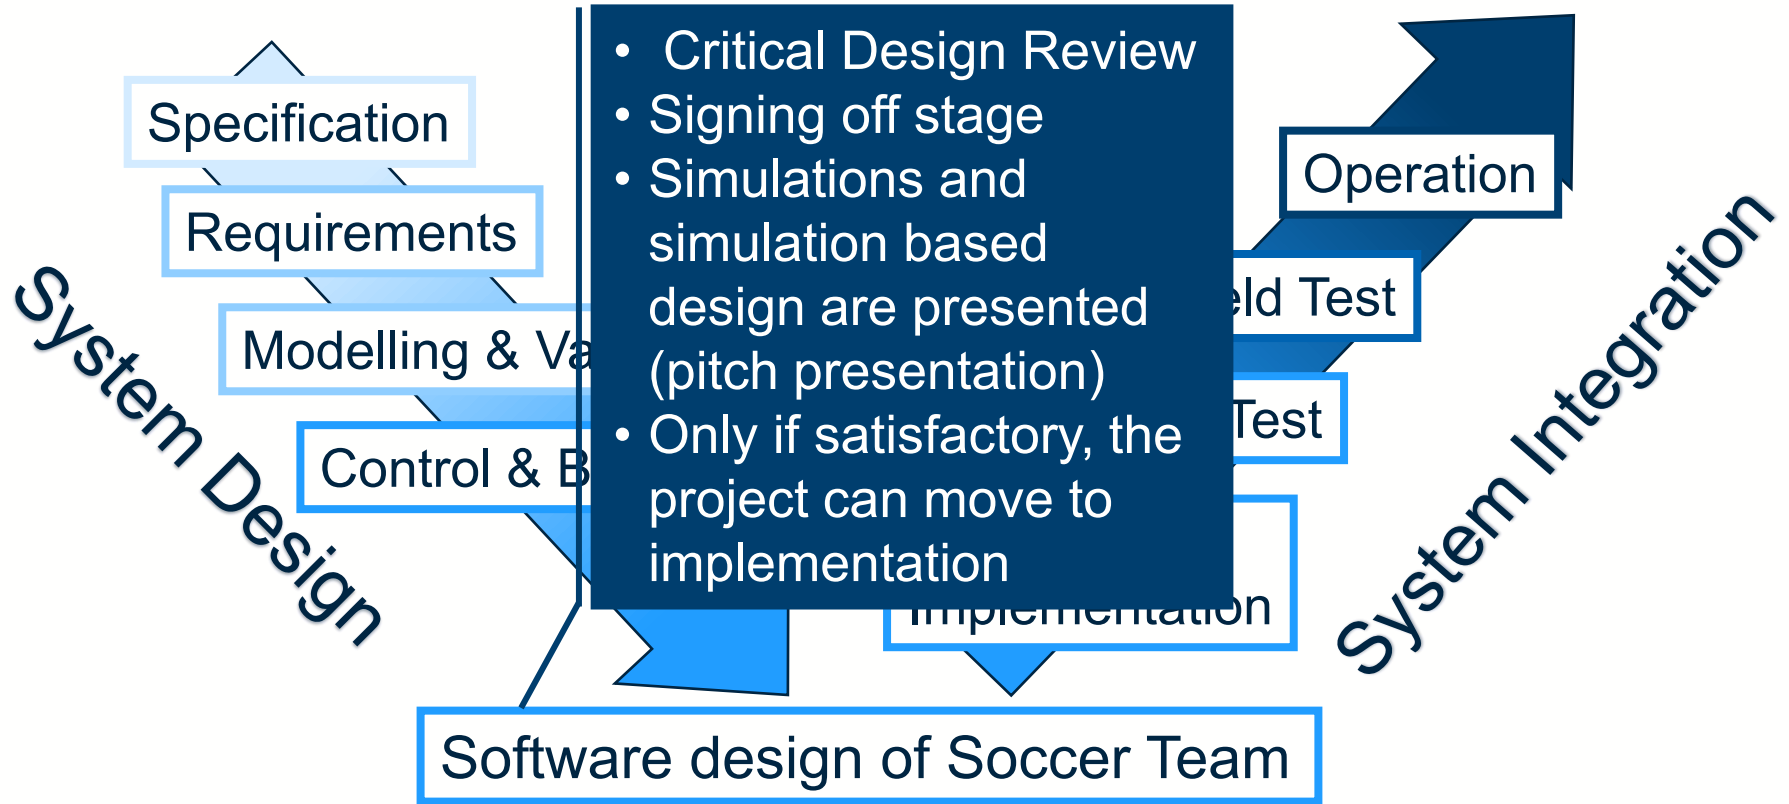 Specification
Requirements
Modelling & Va
Control & B
System Design
• Critical Design Review
• Signing off stage
• Simulations and
simulation based
design are presented
(pitch presentation)
• Only if satisfactory, the
project can move to
implementation
Operation
eld Test
Test
Implementation
System Integration
Software design of Soccer Team